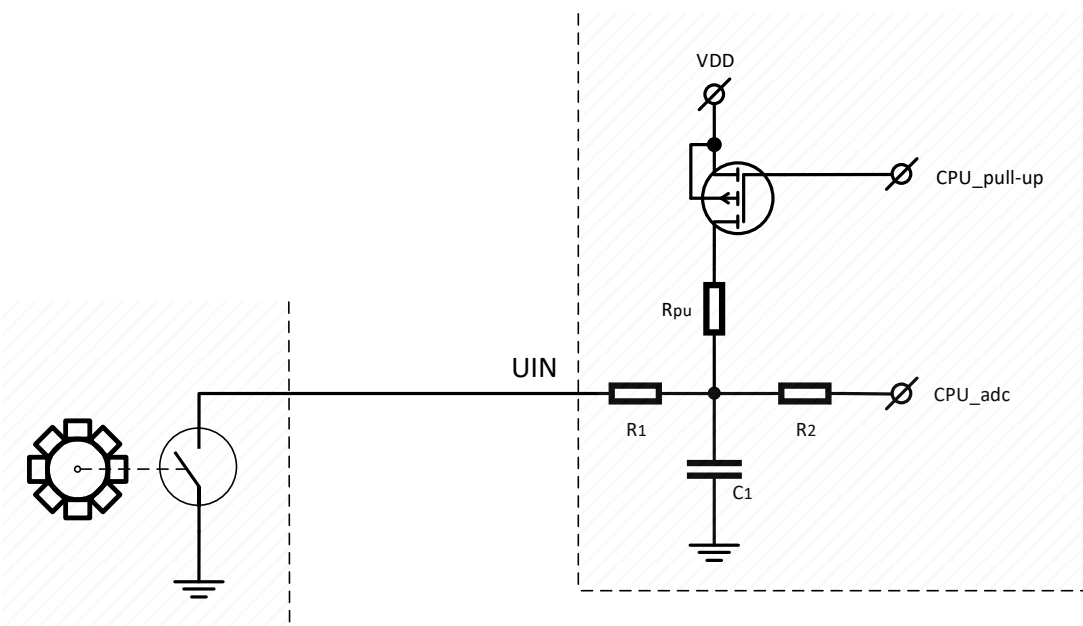 VDD
CPU_pull-up
Rpu
UIN
CPU_adc
R1
R2
C1